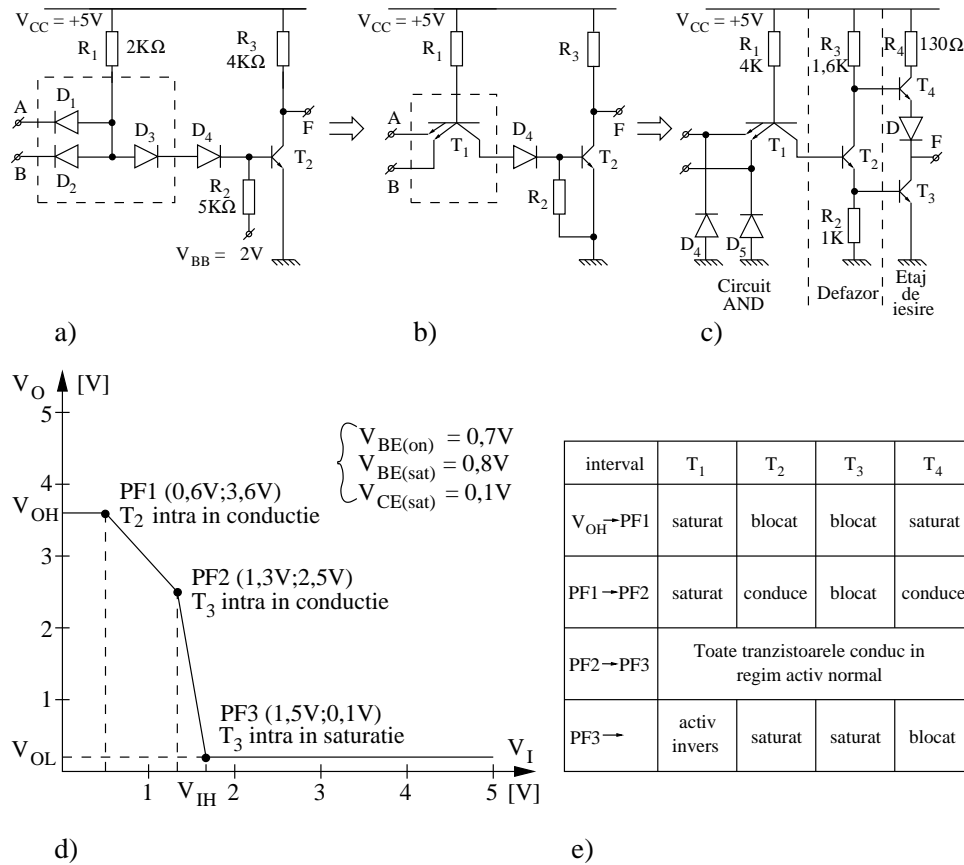 V_CC = +5V
R_1
2KΩ
R_3
4KΩ
D_1
A
F
D_3
D_4
B
D_2
T_2
R_2
5KΩ
V_BB = 2V
a)
V_CC = +5V
R_1
R_3
A
F
D_4
T_1
B
T_2
R_2
b)
V_CC = +5V
R_1
4K
R_3
1,6K
R_4
130Ω
T_4
D
F
T_1
T_2
T_3
R_2
1K
D_4
D_5
Circuit
AND
Defazor
Etaj
de
iesire
c)
V_O
[V]
5
4
V_OH
3
2
1
V_OL
V_BE(on) = 0,7V
V_BE(sat) = 0,8V
V_CE(sat) = 0,1V
PF1 (0,6V;3,6V)
T_2 intra in conductie
PF2 (1,3V;2,5V)
T_3 intra in conductie
PF3 (1,5V;0,1V)
T_3 intra in saturatie
V_I
1
V_IH
2
3
4
5
[V]
d)
interval T_1 T_2 T_3 T_4
V_OH→PF1 saturat blocat blocat saturat
PF1→PF2 saturat conduce blocat conduce
PF2→PF3 Toate tranzistoarele conduc in
regim activ normal
PF3→ activ
invers saturat saturat blocat
e)